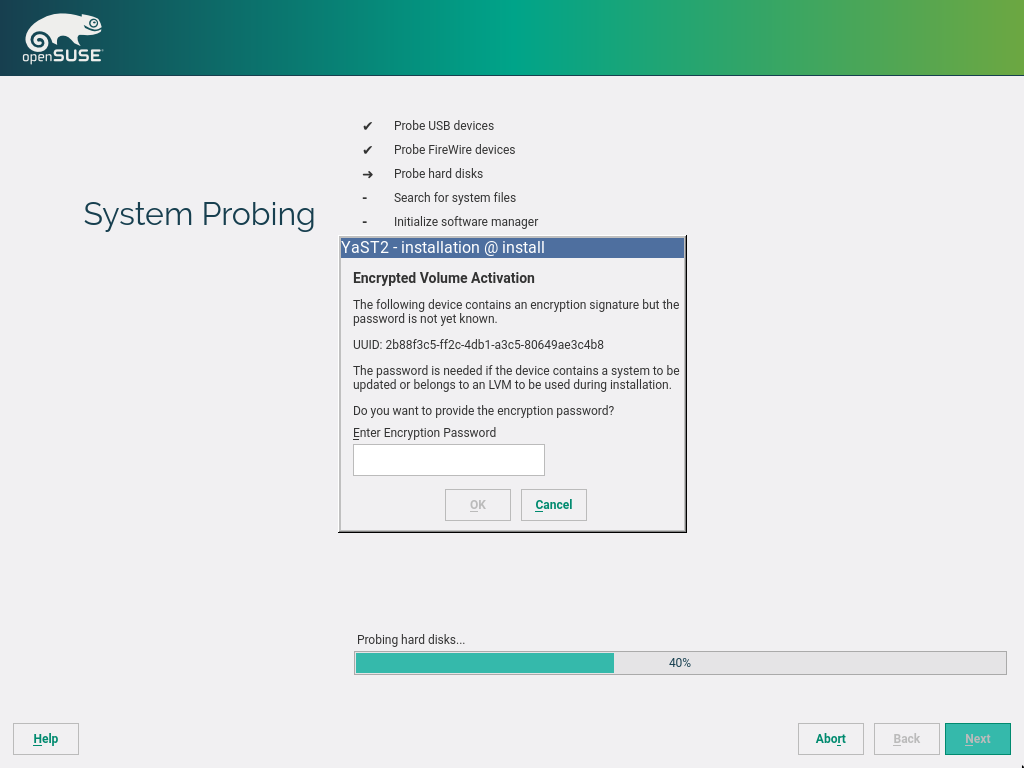 openSUSE
✔ Probe USB devices
✔ Probe FireWire devices
➜ Probe hard disks
- Search for system files
- Initialize software manager
System Probing
YaST2 - installation @ install
Encrypted Volume Activation
The following device contains an encryption signature but the
password is not yet known.
UUID: 2b88f3c5-ff2c-4db1-a3c5-80649ae3c4b8
The password is needed if the device contains a system to be
updated or belongs to an LVM to be used during installation.
Do you want to provide the encryption password?
Enter Encryption Password
OK Cancel
Probing hard disks...
40%
Help Abort Back Next